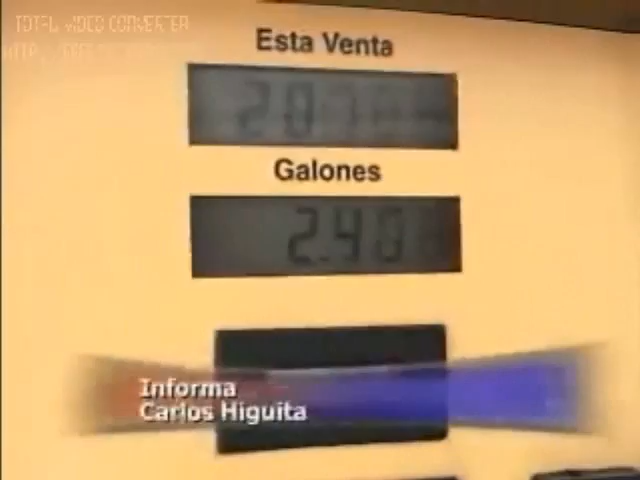 TOTAL VIDEO CONVERTER
Esta Venta
Galones
2.48
Informa
Carlos Higuita